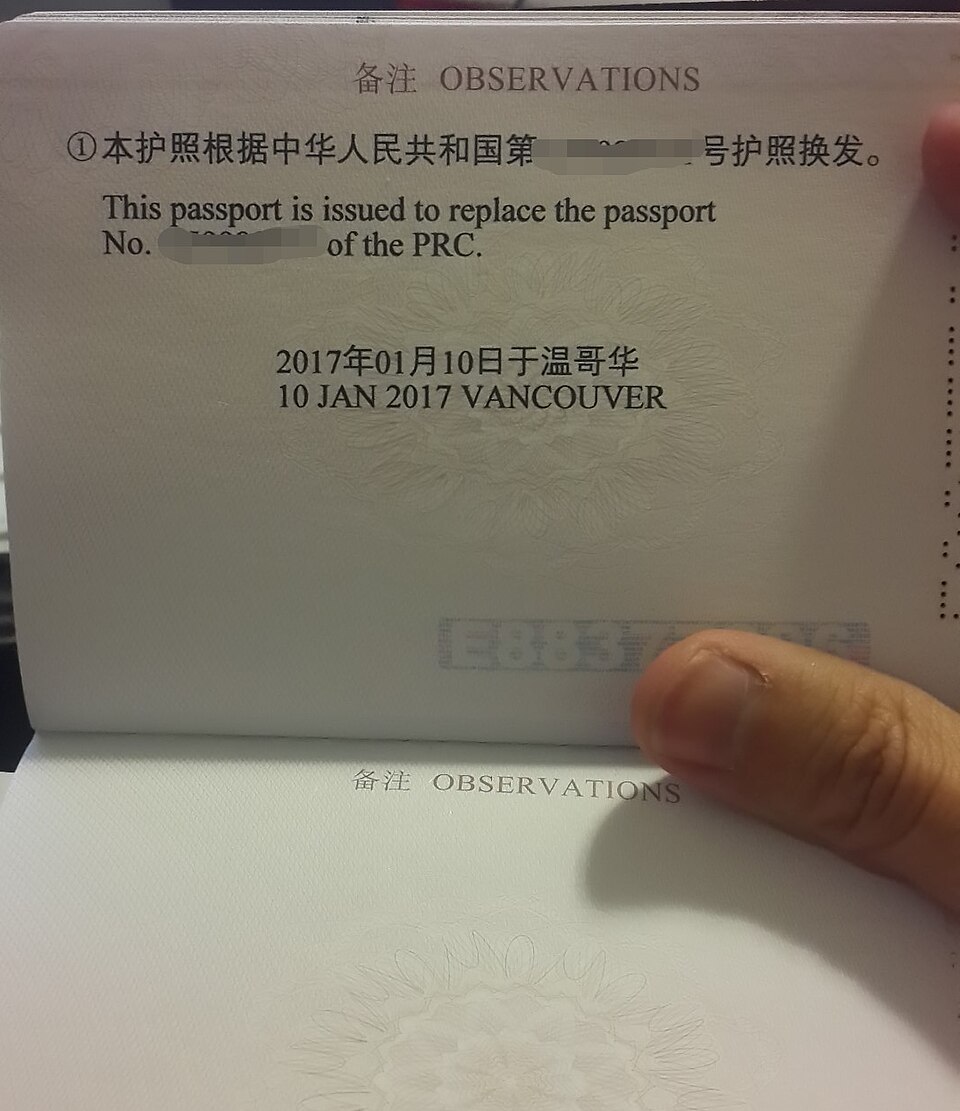 备注 OBSERVATIONS
①本护照根据中华人民共和国第 号护照换发。
This passport is issued to replace the passport
No. of the PRC.
2017年01月10日于温哥华
10 JAN 2017 VANCOUVER
备注 OBSERVATIONS